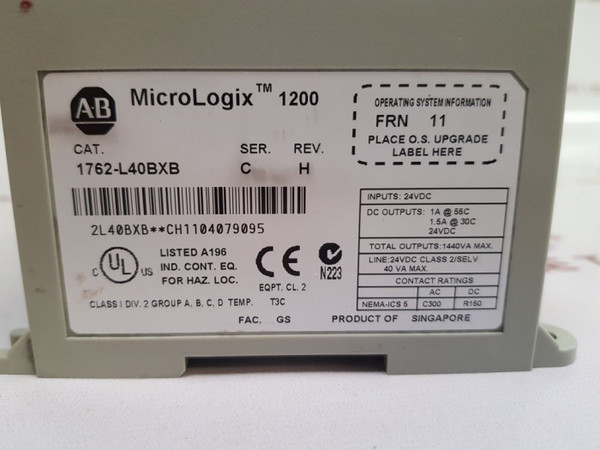 AB
MicroLogix™ 1200
CAT. SER. REV.
1762-L40BXB C H
2L40BXB**CH1104079095
OPERATING SYSTEM INFORMATION
FRN 11
PLACE O.S. UPGRADE
LABEL HERE
INPUTS: 24VDC
DC OUTPUTS: 1A @ 55C
1.5A @ 30C
24VDC
TOTAL OUTPUTS:1440VA MAX.
LINE:24VDC CLASS 2/SELV
40 VA MAX.
CONTACT RATINGS
AC DC
NEMA-ICS 5 C300 R150
C UL US
LISTED A196
IND. CONT. EQ.
FOR HAZ. LOC.
CE
EQPT. CL. 2
N223
CLASS I DIV. 2 GROUP A, B, C, D TEMP. T3C
FAC. GS PRODUCT OF SINGAPORE